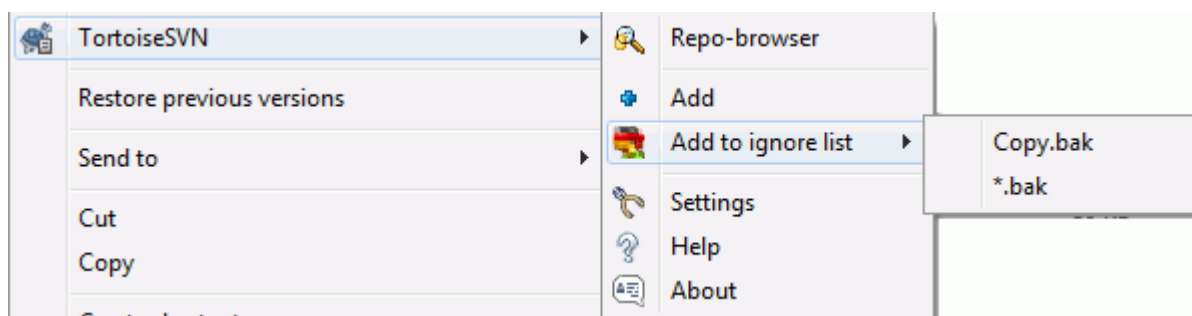 TortoiseSVN
Restore previous versions
Send to
Cut
Copy
Repo-browser
Add
Add to ignore list
Settings
Help
About
Copy.bak
*.bak